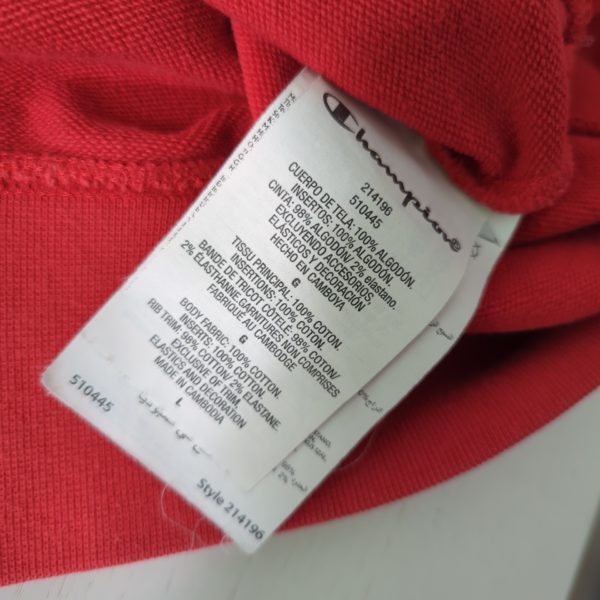 Champion®
214196
510445
CUERPO DE TELA: 100% ALGODÓN.
INSERTOS: 100% ALGODÓN.
CINTA: 98% ALGODÓN/ 2% elastano.
EXCLUYENDO ACCESORIOS.
ELASTICOS Y DECORACIÓN
HECHO EN CAMBOYA
G
TISSU PRINCIPAL: 100% COTON.
INSERTIONS: 100% COTON.
BANDE DE TRICOT CÔTELÉ: 98% COTON/
2% ÉLASTHANNE.GARNITURES NON COMPRISES
FABRIQUÉ AU CAMBODGE
G
BODY FABRIC: 100% COTTON.
INSERTS: 100% COTTON.
RIB TRIM: 98% COTTON/ 2% ELASTANE.
EXCLUSIVE OF TRIM.
ELASTICS AND DECORATION
MADE IN CAMBODIA
L
510445
Style 214196